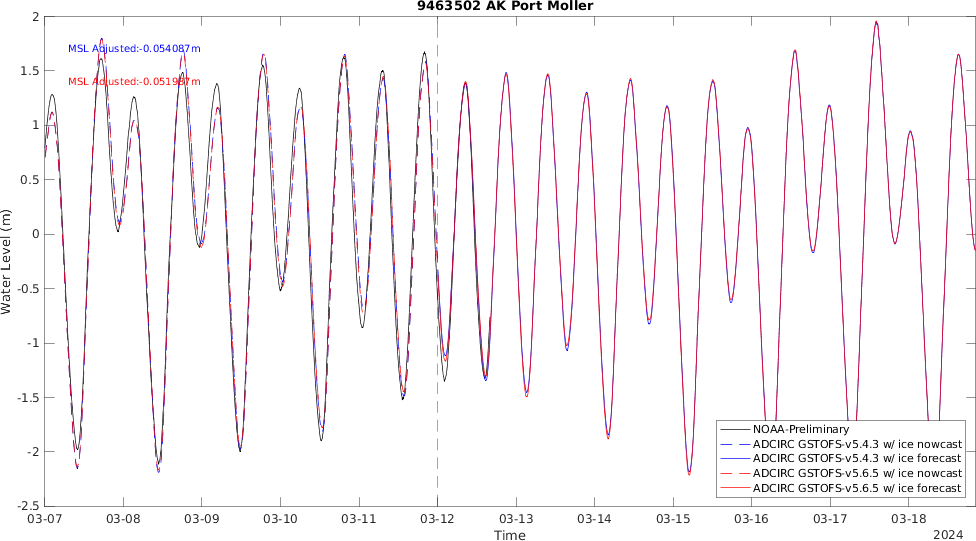 9463502 AK Port Moller
MSL Adjusted:-0.054087m
MSL Adjusted:
Water Level (m)
2
1.5
1
0.5
0
-0.5
-1
-1.5
-2
-2.5
03-07
03-08
03-09
03-10
03-11
03-12
03-13
03-14
03-15
03-16
03-17
03-18
Time
2024
NOAA-Preliminary
ADCIRC GSTOFS-v5.4.3 w/ ice nowcast
ADCIRC GSTOFS-v5.4.3 w/ ice forecast
ADCIRC GSTOFS-v5.6.5 w/ ice nowcast
ADCIRC GSTOFS-v5.6.5 w/ ice forecast